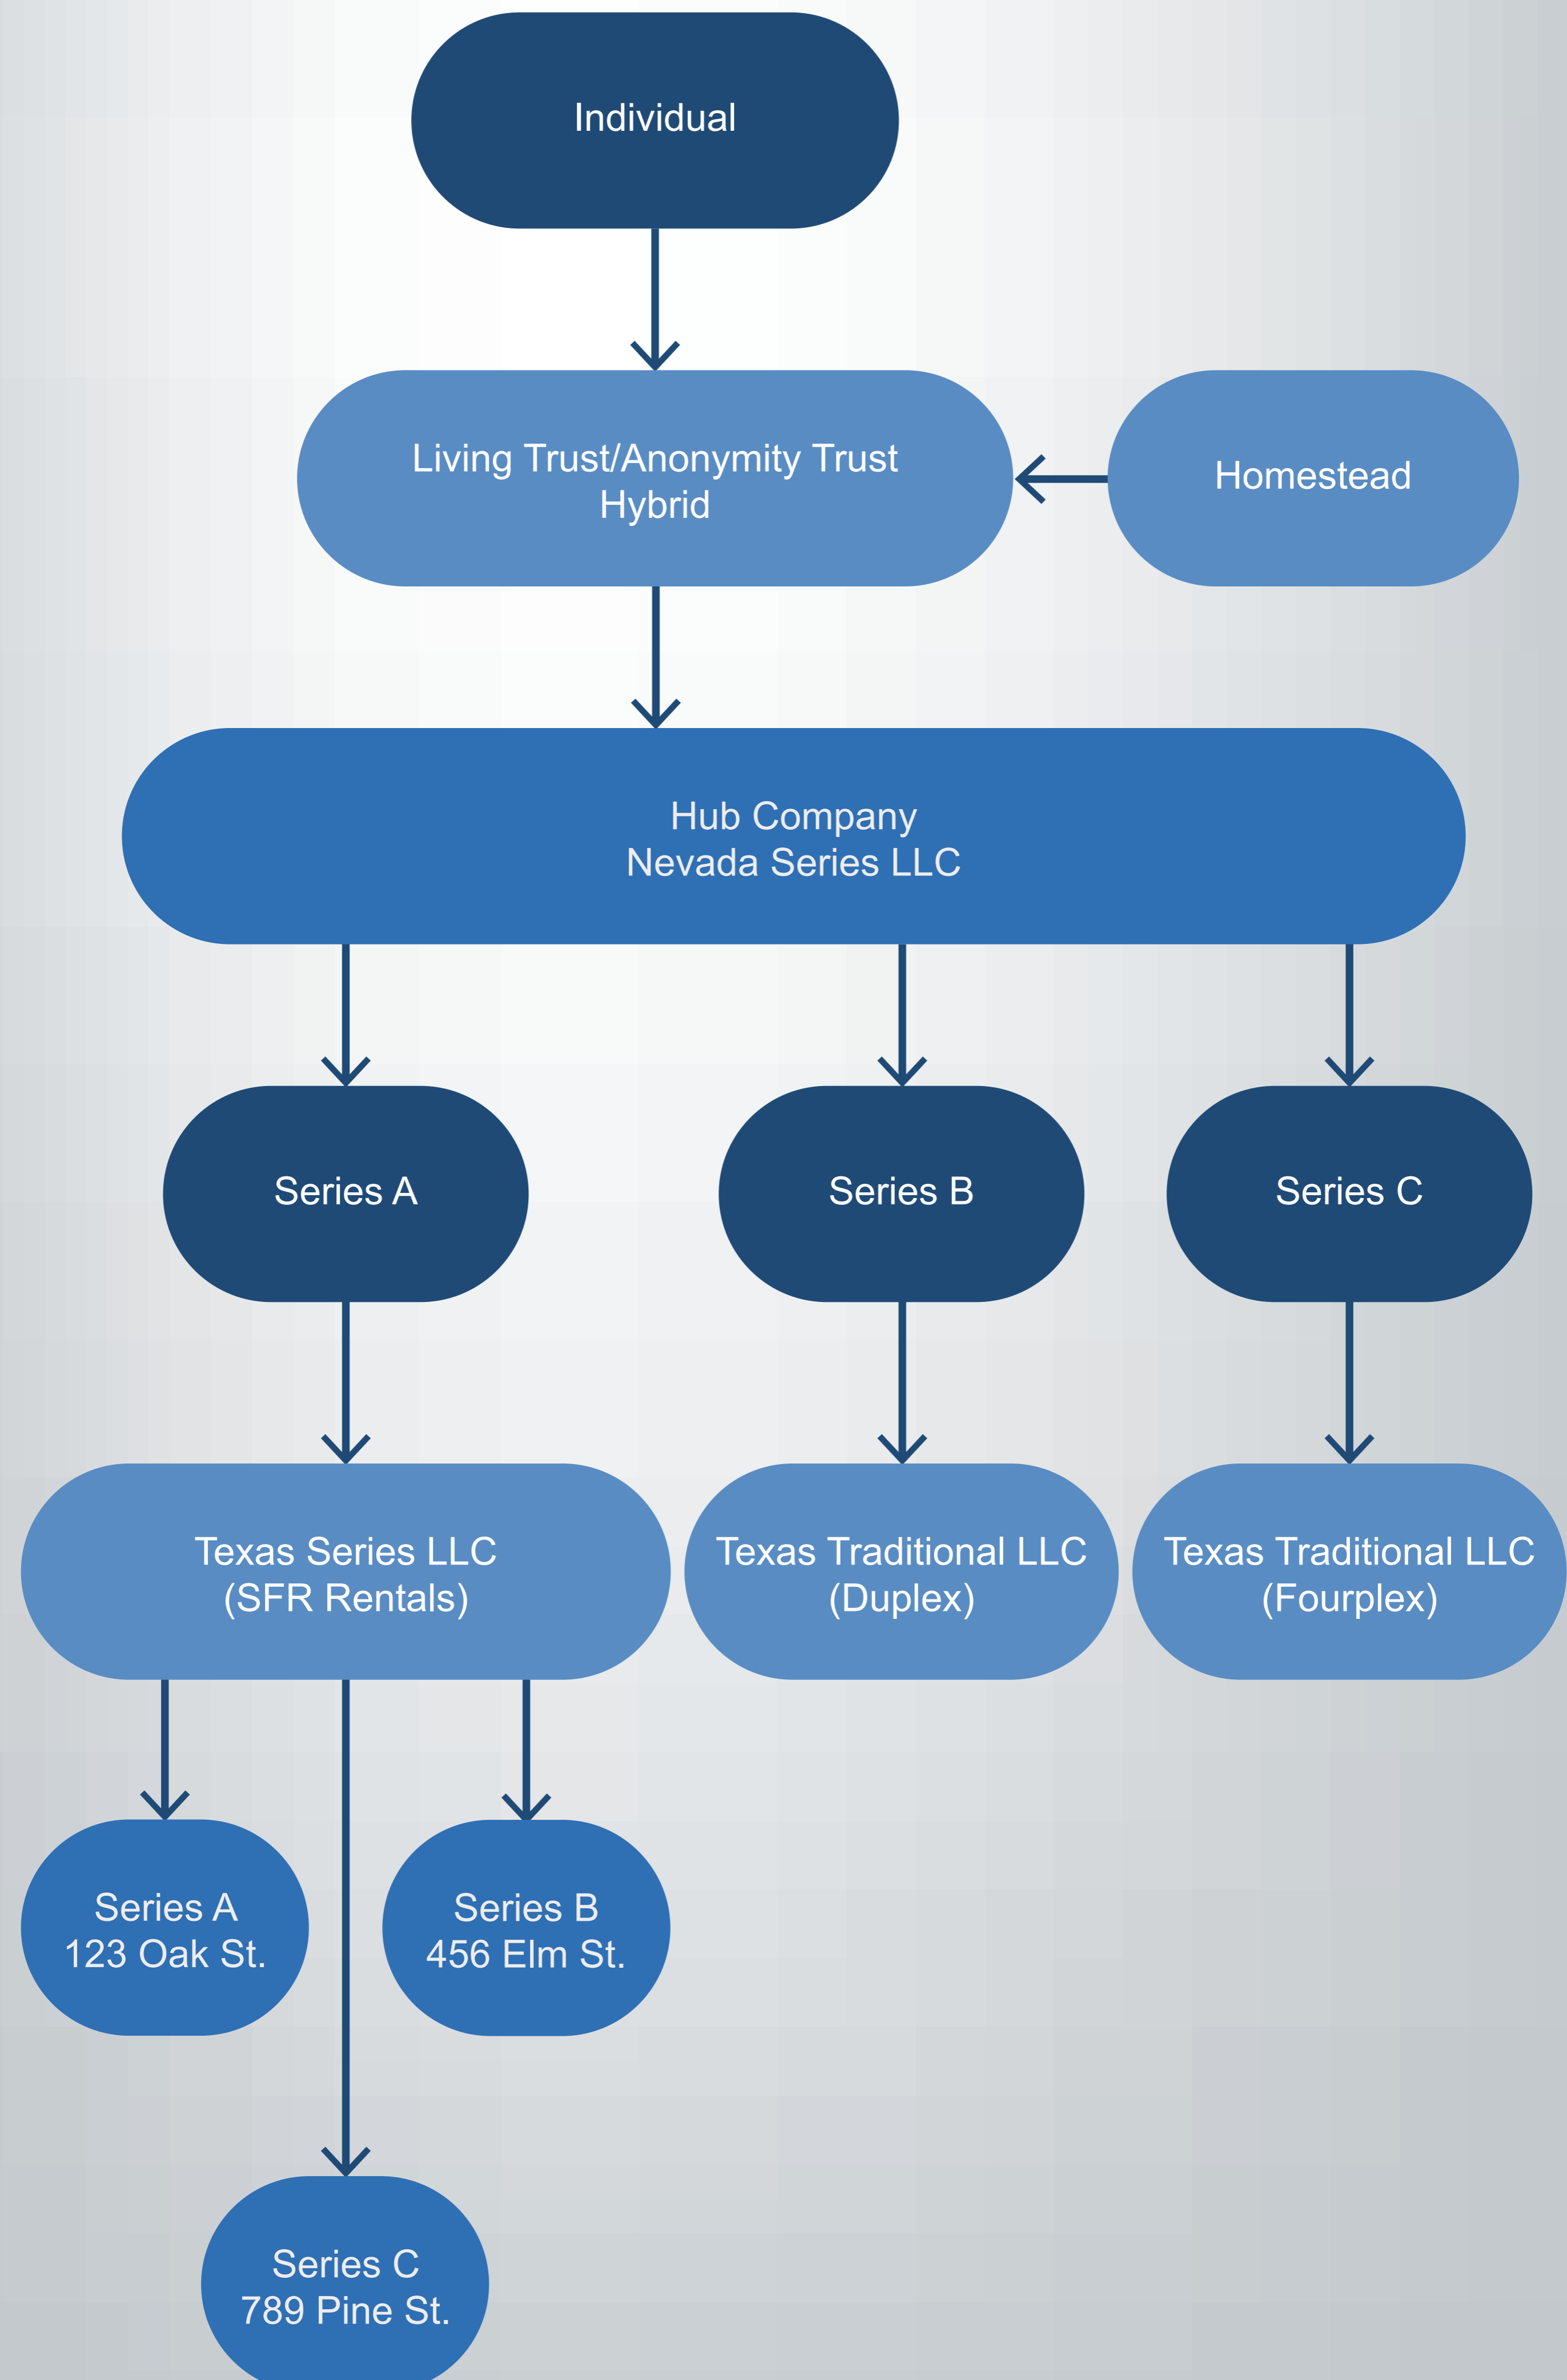 Individual
Living Trust/Anonymity Trust
Hybrid
Homestead
Hub Company
Nevada Series LLC
Series A
Series B
Series C
Texas Series LLC
(SFR Rentals)
Texas Traditional LLC
(Duplex)
Texas Traditional LLC
(Fourplex)
Series A
123 Oak St.
Series B
456 Elm St.
Series C
789 Pine St.